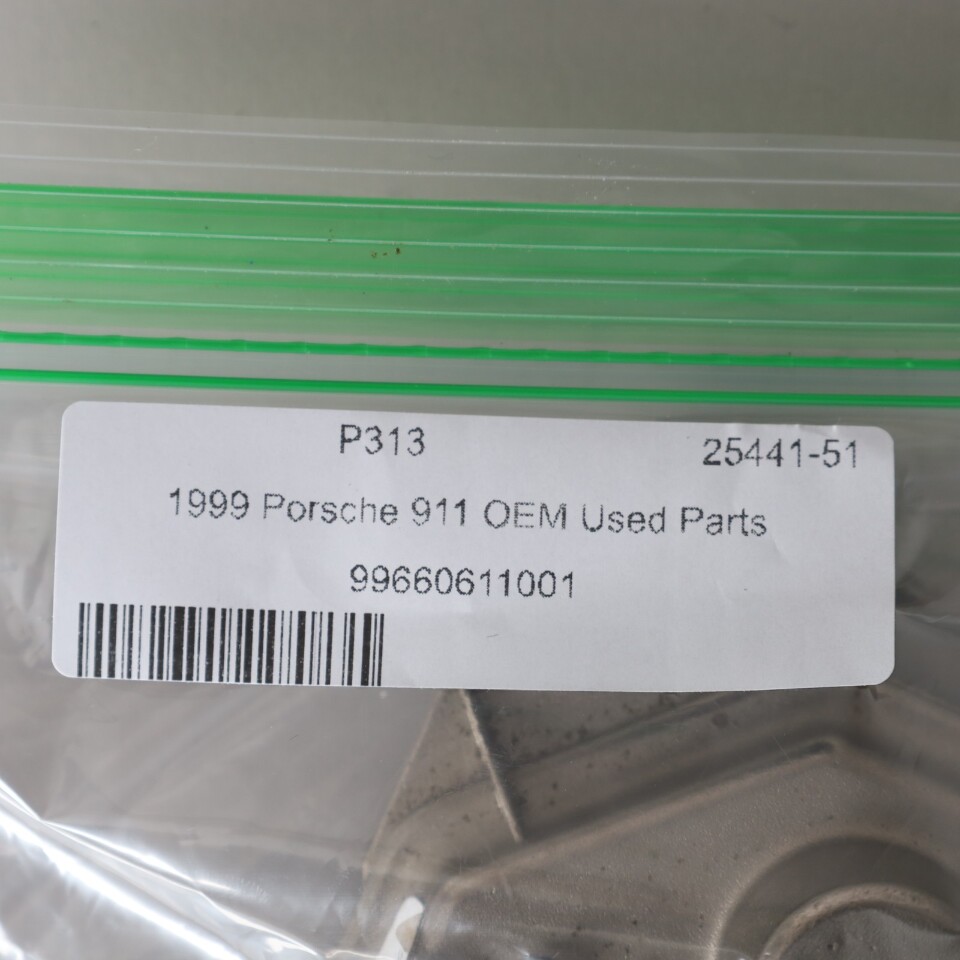 P313 25441-51
1999 Porsche 911 OEM Used Parts
99660611001